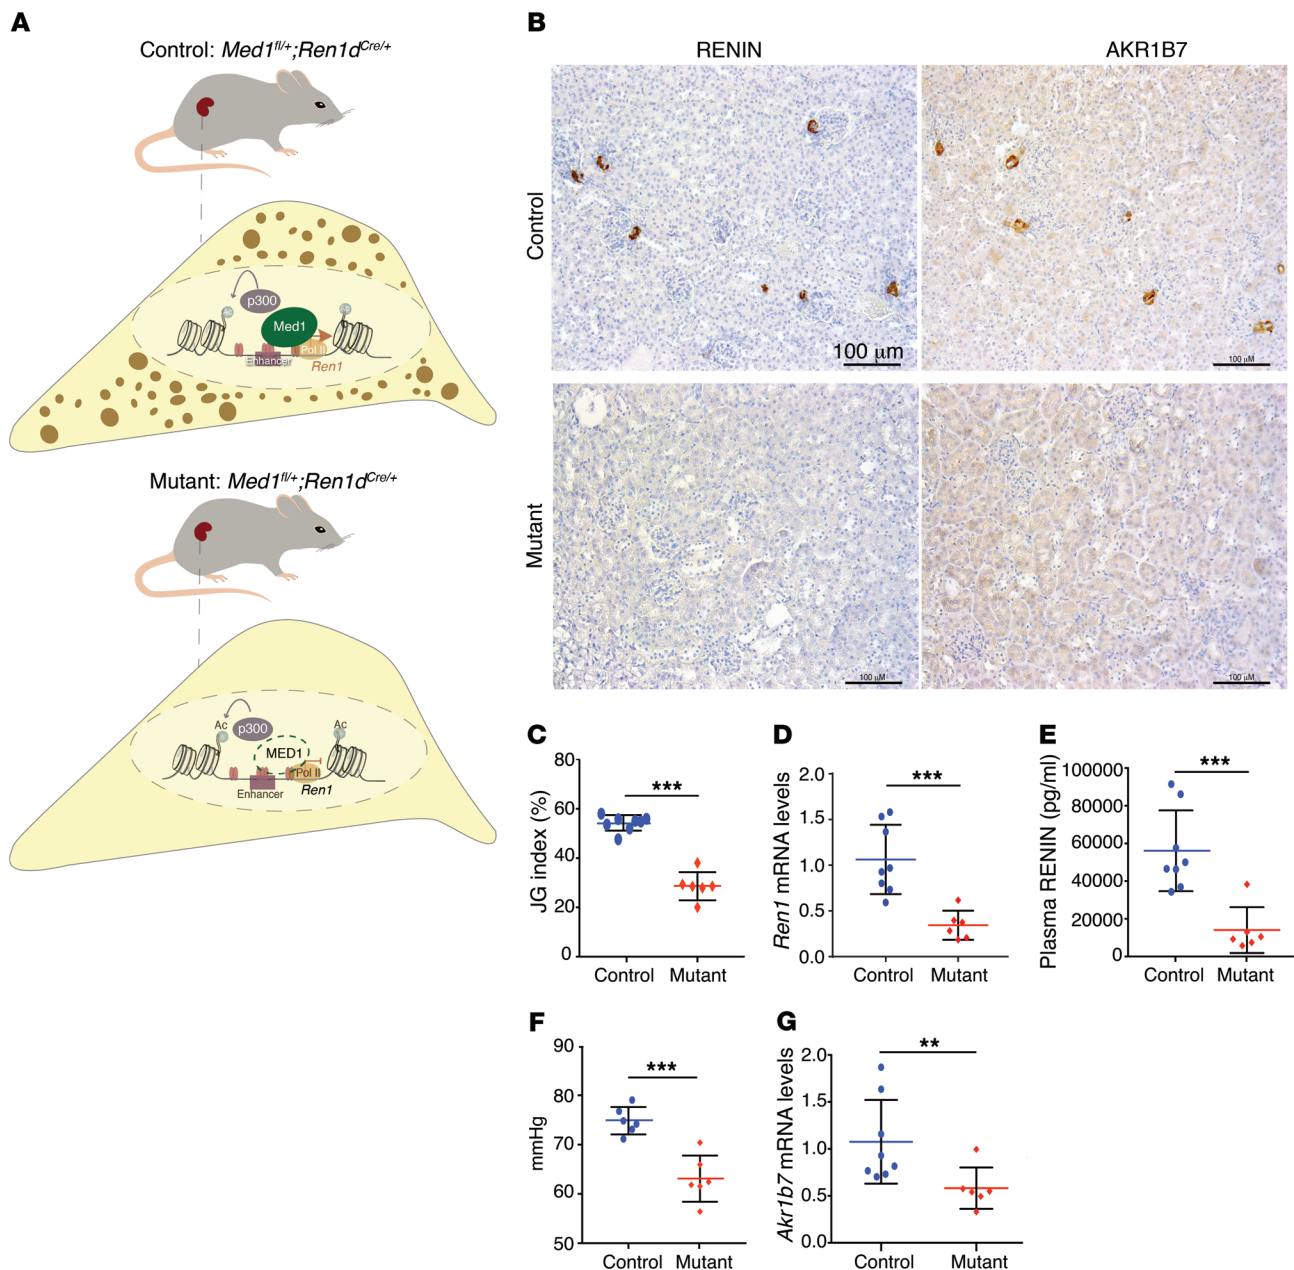 A
Control: Med1fl/+;Ren1dCre/+
Ac
p300
Ac
Med1
Pol II
Enhancer
Ren1
Mutant: Med1fl/+;Ren1dCre/+
Ac
p300
Ac
MED1
Pol II
Enhancer
Ren1
B
RENIN
AKR1B7
Control
100 μm
100 μM
Mutant
100 μM
100 μM
C
JG index (%)
80
60
40
20
0
***
Control
Mutant
D
Ren1 mRNA levels
2.0
1.5
1.0
0.5
0.0
***
Control
Mutant
E
Plasma RENIN (pg/ml)
100000
80000
60000
40000
20000
0
***
Control
Mutant
F
mmHg
90
80
70
60
50
***
Control
Mutant
G
Akr1b7 mRNA levels
2.0
1.5
1.0
0.5
0.0
**
Control
Mutant